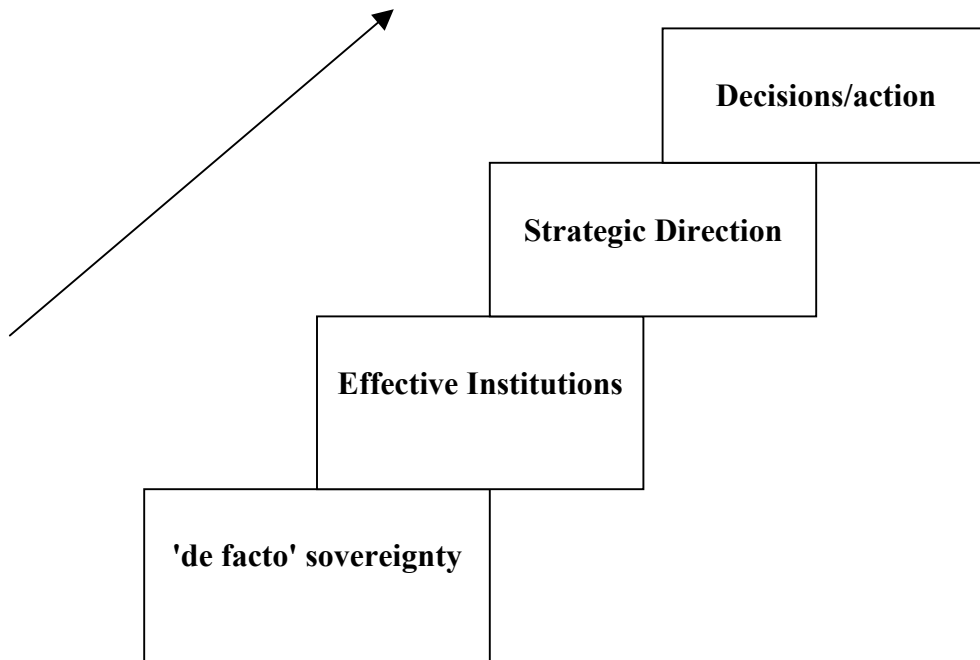 Decisions/action
Strategic Direction
Effective Institutions
'de facto' sovereignty